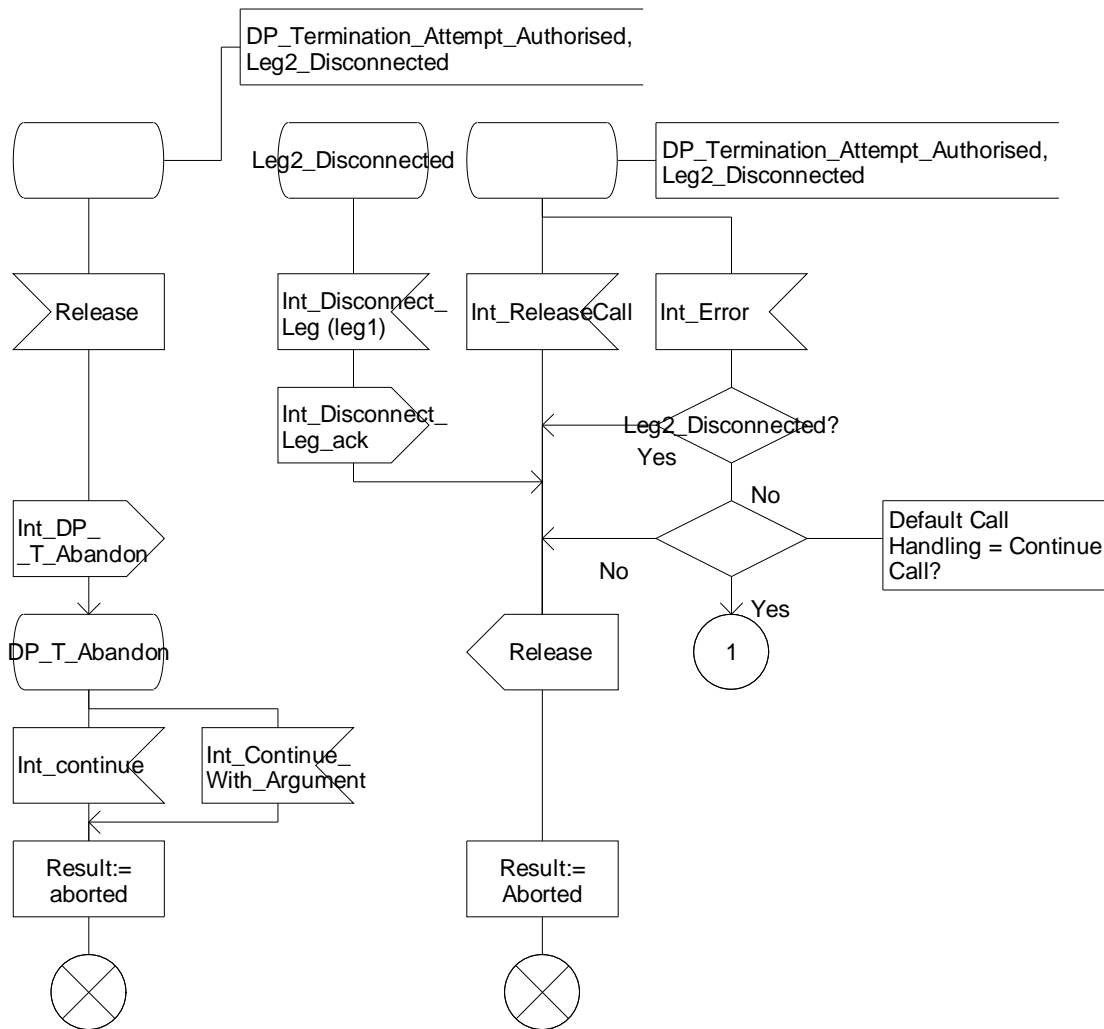 DP_Termination_Attempt_Authorised,
Leg2_Disconnected
Leg2_Disconnected
DP_Termination_Attempt_Authorised,
Leg2_Disconnected
Release
Int_Disconnect_
Leg (leg1)
Int_ReleaseCall
Int_Error
Int_Disconnect_
Leg_ack
Leg2_Disconnected?
Yes
No
Int_DP_
_T_Abandon
Default Call
Handling = Continue
Call?
No
Yes
DP_T_Abandon
Release
1
Int_continue
Int_Continue_
With_Argument
Result:=
aborted
Result:=
Aborted